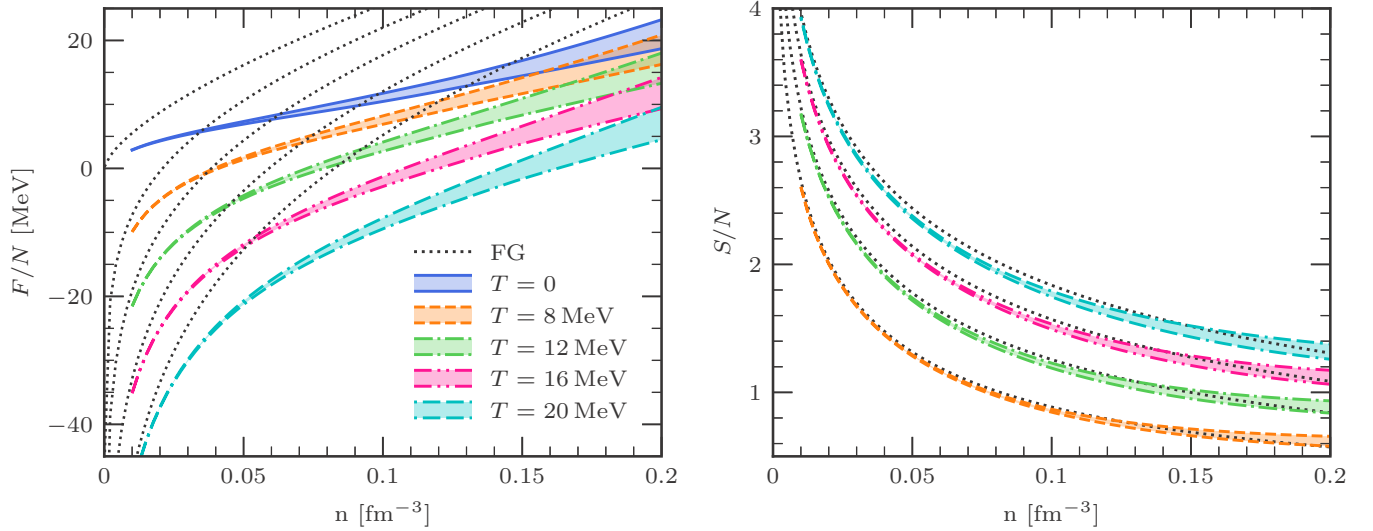 F/N [MeV]
20
0
−20
−40
0
0.05
0.1
0.15
0.2
n [fm⁻³]
FG
T = 0
T = 8 MeV
T = 12 MeV
T = 16 MeV
T = 20 MeV
S/N
4
3
2
1
0
0.05
0.1
0.15
0.2
n [fm⁻³]